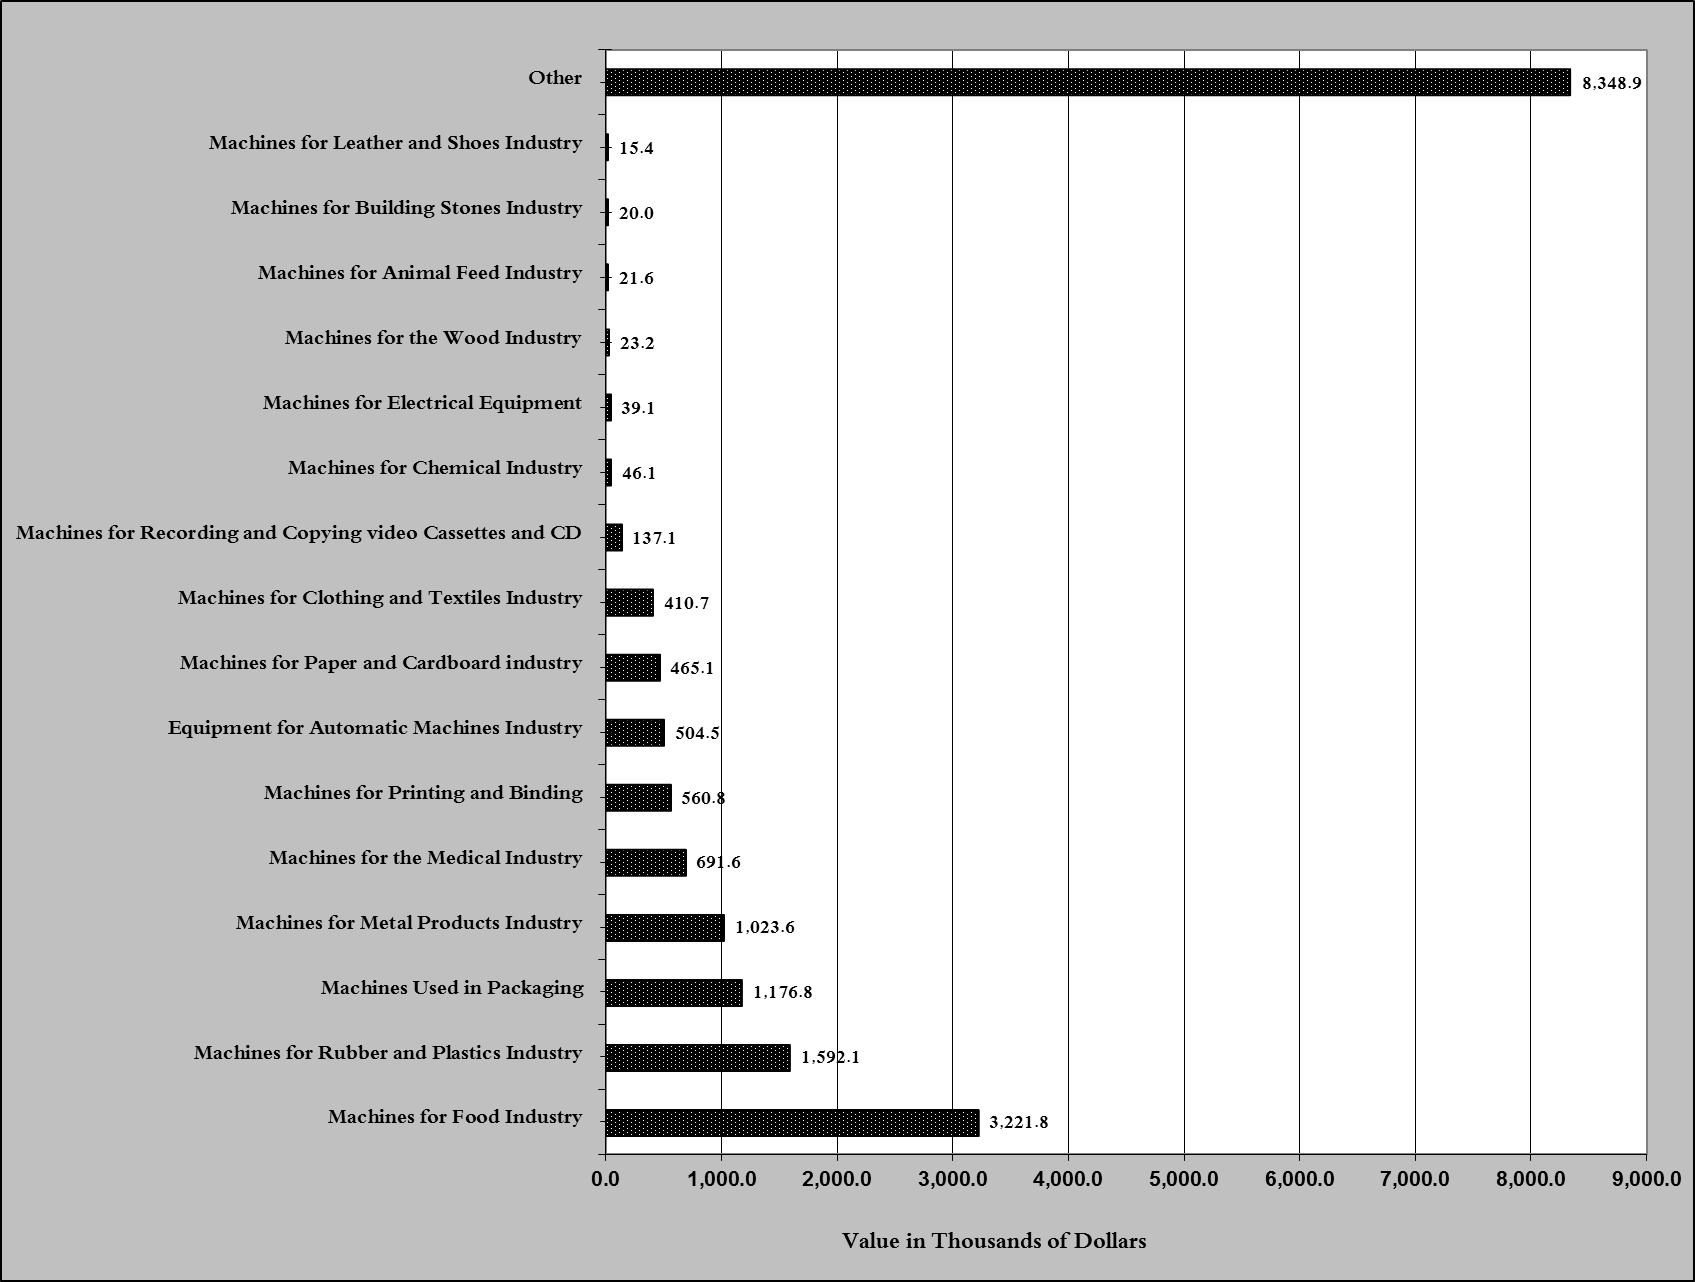 Other 8,348.9
Machines for Leather and Shoes Industry 15.4
Machines for Building Stones Industry 20.0
Machines for Animal Feed Industry 21.6
Machines for the Wood Industry 23.2
Machines for Electrical Equipment 39.1
Machines for Chemical Industry 46.1
Machines for Recording and Copying video Cassettes and CD 137.1
Machines for Clothing and Textiles Industry 410.7
Machines for Paper and Cardboard industry 465.1
Equipment for Automatic Machines Industry 504.5
Machines for Printing and Binding 560.8
Machines for the Medical Industry 691.6
Machines for Metal Products Industry 1,023.6
Machines Used in Packaging 1,176.8
Machines for Rubber and Plastics Industry 1,592.1
Machines for Food Industry 3,221.8
0.0 1,000.0 2,000.0 3,000.0 4,000.0 5,000.0 6,000.0 7,000.0 8,000.0 9,000.0
Value in Thousands of Dollars